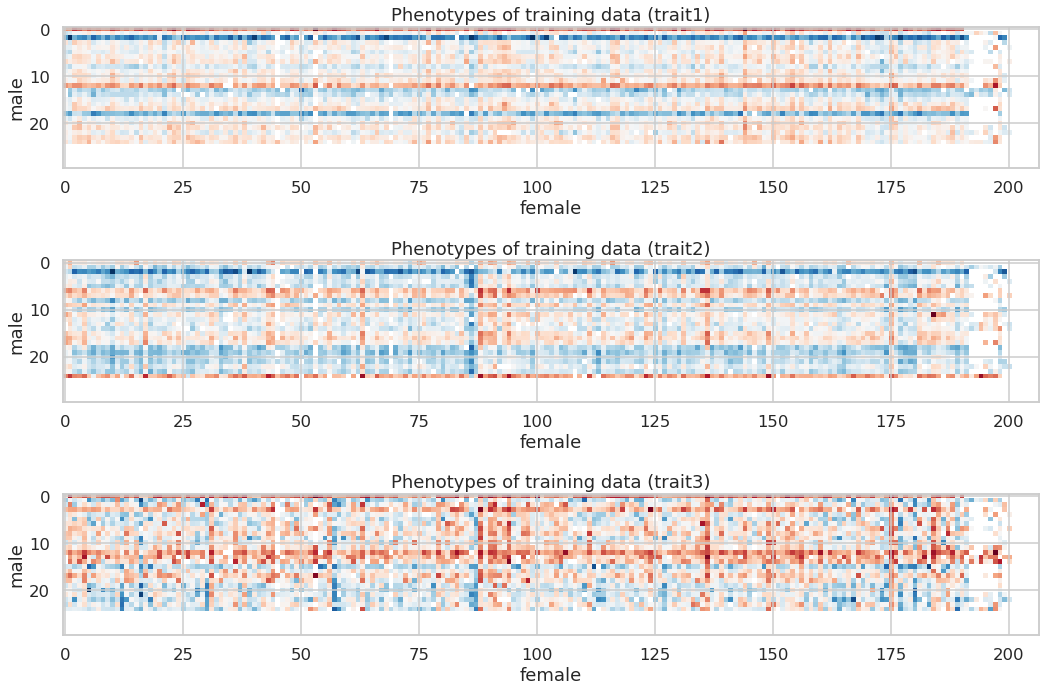 Phenotypes of training data (trait1)
0
10
20
male
0 25 50 75 100 125 150 175 200
female
Phenotypes of training data (trait2)
0
10
20
male
0 25 50 75 100 125 150 175 200
female
Phenotypes of training data (trait3)
0
10
20
male
0 25 50 75 100 125 150 175 200
female